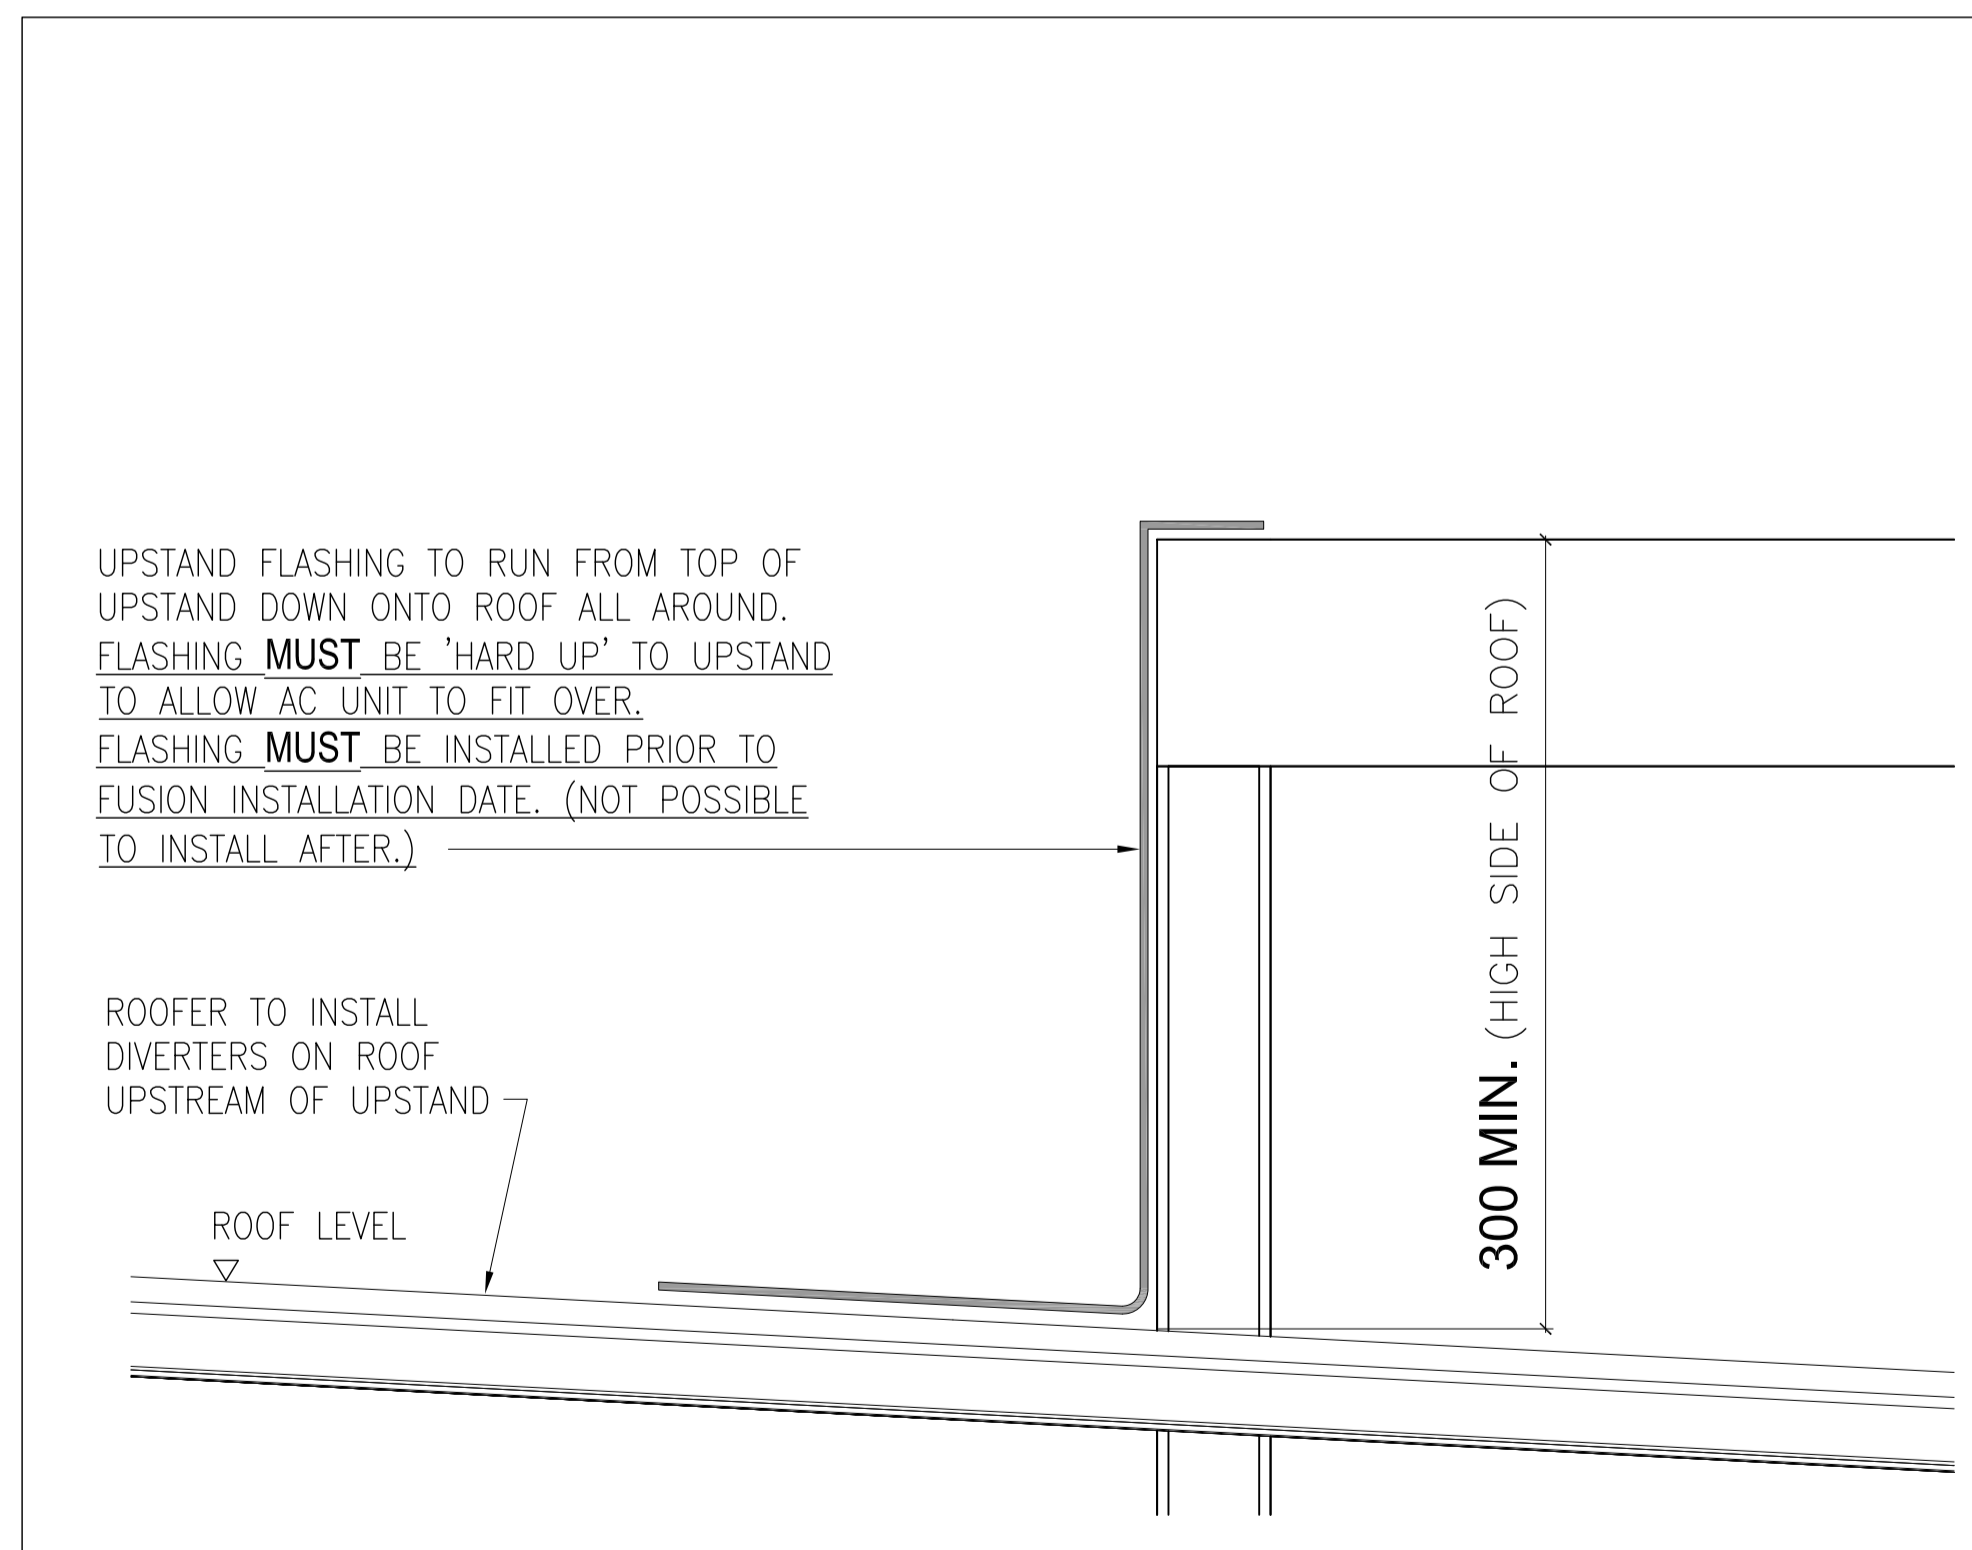 UPSTAND FLASHING TO RUN FROM TOP OF
UPSTAND DOWN ONTO ROOF ALL AROUND.
FLASHING MUST BE 'HARD UP' TO UPSTAND
TO ALLOW AC UNIT TO FIT OVER.
FLASHING MUST BE INSTALLED PRIOR TO
FUSION INSTALLATION DATE. (NOT POSSIBLE
TO INSTALL AFTER.)
ROOFER TO INSTALL
DIVERTERS ON ROOF
UPSTREAM OF UPSTAND
ROOF LEVEL
300 MIN. (HIGH SIDE OF ROOF)